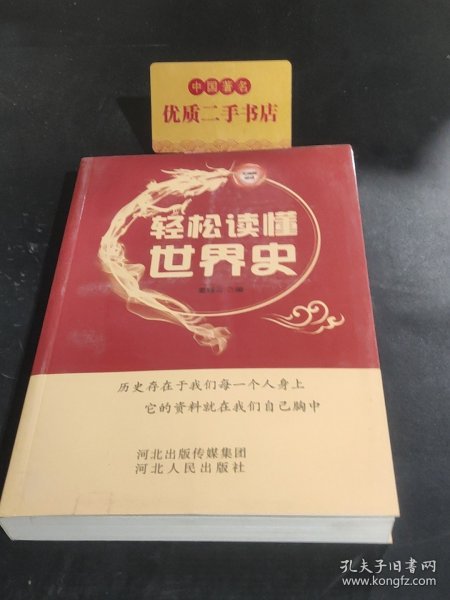 中国著名
优质二手书店
轻松读懂
世界史
历史存在于我们每一个人身上
它的资料就在我们自己胸中
河北出版传媒集团
河北人民出版社
孔夫子旧书网
www.kongfz.com